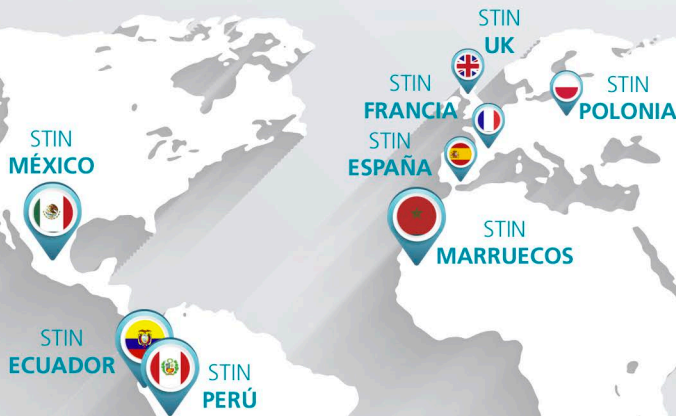 STIN
UK
STIN
FRANCIA
STIN
POLONIA
STIN
MÉXICO
STIN
ESPAÑA
STIN
MARRUECOS
STIN
ECUADOR
STIN
PERÚ